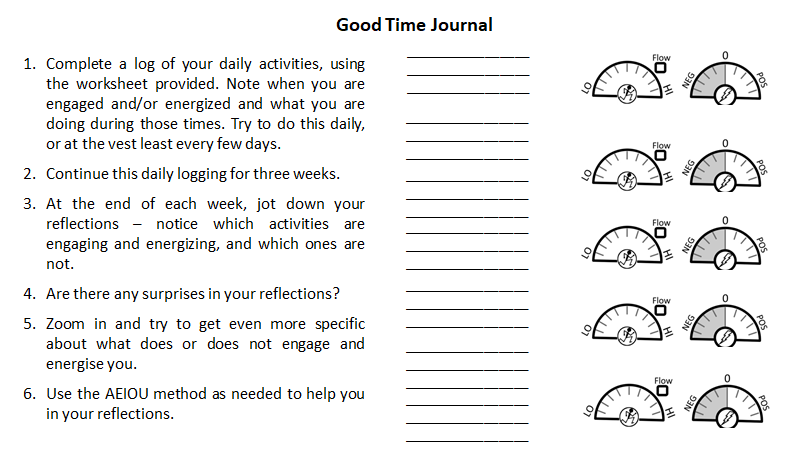 Good Time Journal
1. Complete a log of your daily activities, using
the worksheet provided. Note when you are
engaged and/or energized and what you are
doing during those times. Try to do this daily,
or at the vest least every few days.
2. Continue this daily logging for three weeks.
3. At the end of each week, jot down your
reflections – notice which activities are
engaging and energizing, and which ones are
not.
4. Are there any surprises in your reflections?
5. Zoom in and try to get even more specific
about what does or does not engage and
energise you.
6. Use the AEIOU method as needed to help you
in your reflections.
LO Flow HI NEG 0 POS
LO Flow HI NEG 0 POS
LO Flow HI NEG 0 POS
LO Flow HI NEG 0 POS
LO Flow HI NEG 0 POS